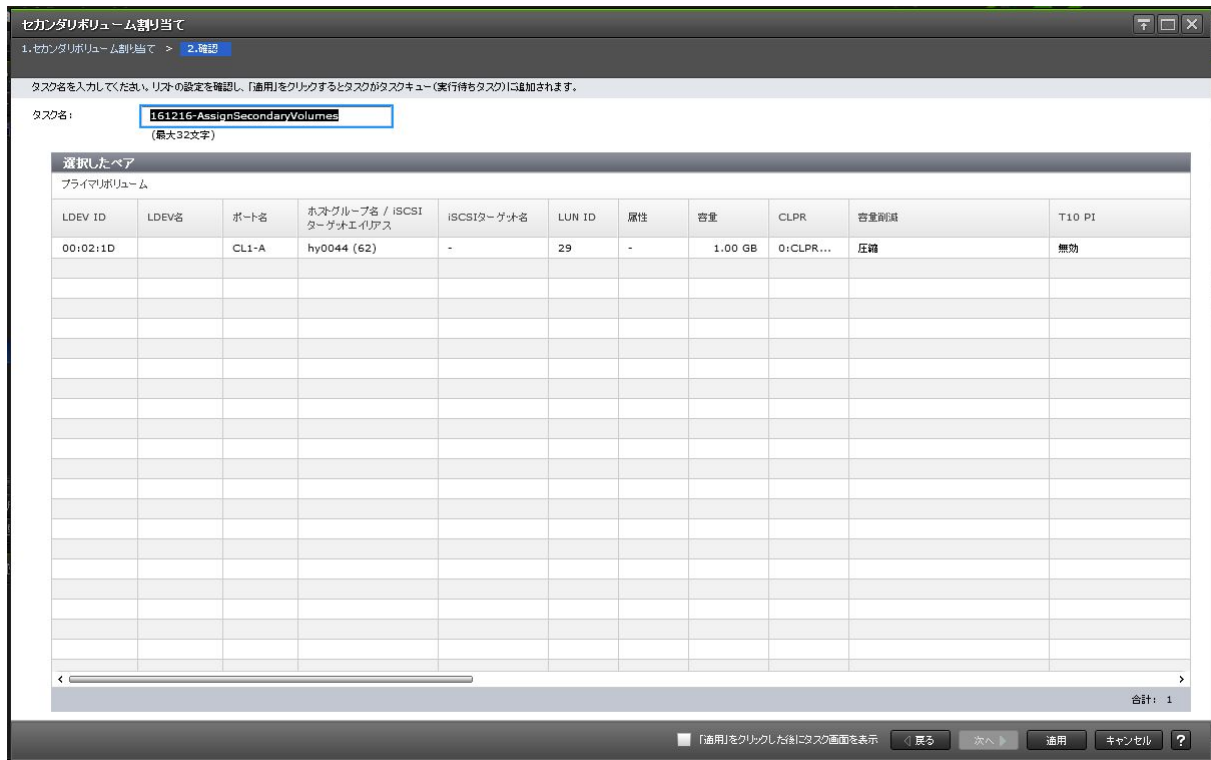 セカンダリボリューム割り当て
1.セカンダリボリューム割り当て > 2.確認
タスク名を入力してください。リストの設定を確認し、「適用」をクリックするとタスクがタスクキュー(実行待ちタスク)に追加されます。
タスク名: 161216-AssignSecondaryVolumes
(最大32文字)
選択したペア
プライマリボリューム
LDEV ID LDEV名 ポート名 ホストグループ名 / iSCSI ターゲットエイリアス iSCSIターゲット名 LUN ID 属性 容量 CLPR 容量削減 T10 PI
00:02:1D CL1-A hy0044 (62) - 29 - 1.00 GB 0:CLPR... 圧縮 無効
合計: 1
「適用」をクリックした後にタスク画面を表示 戻る 次へ 適用 キャンセル ?